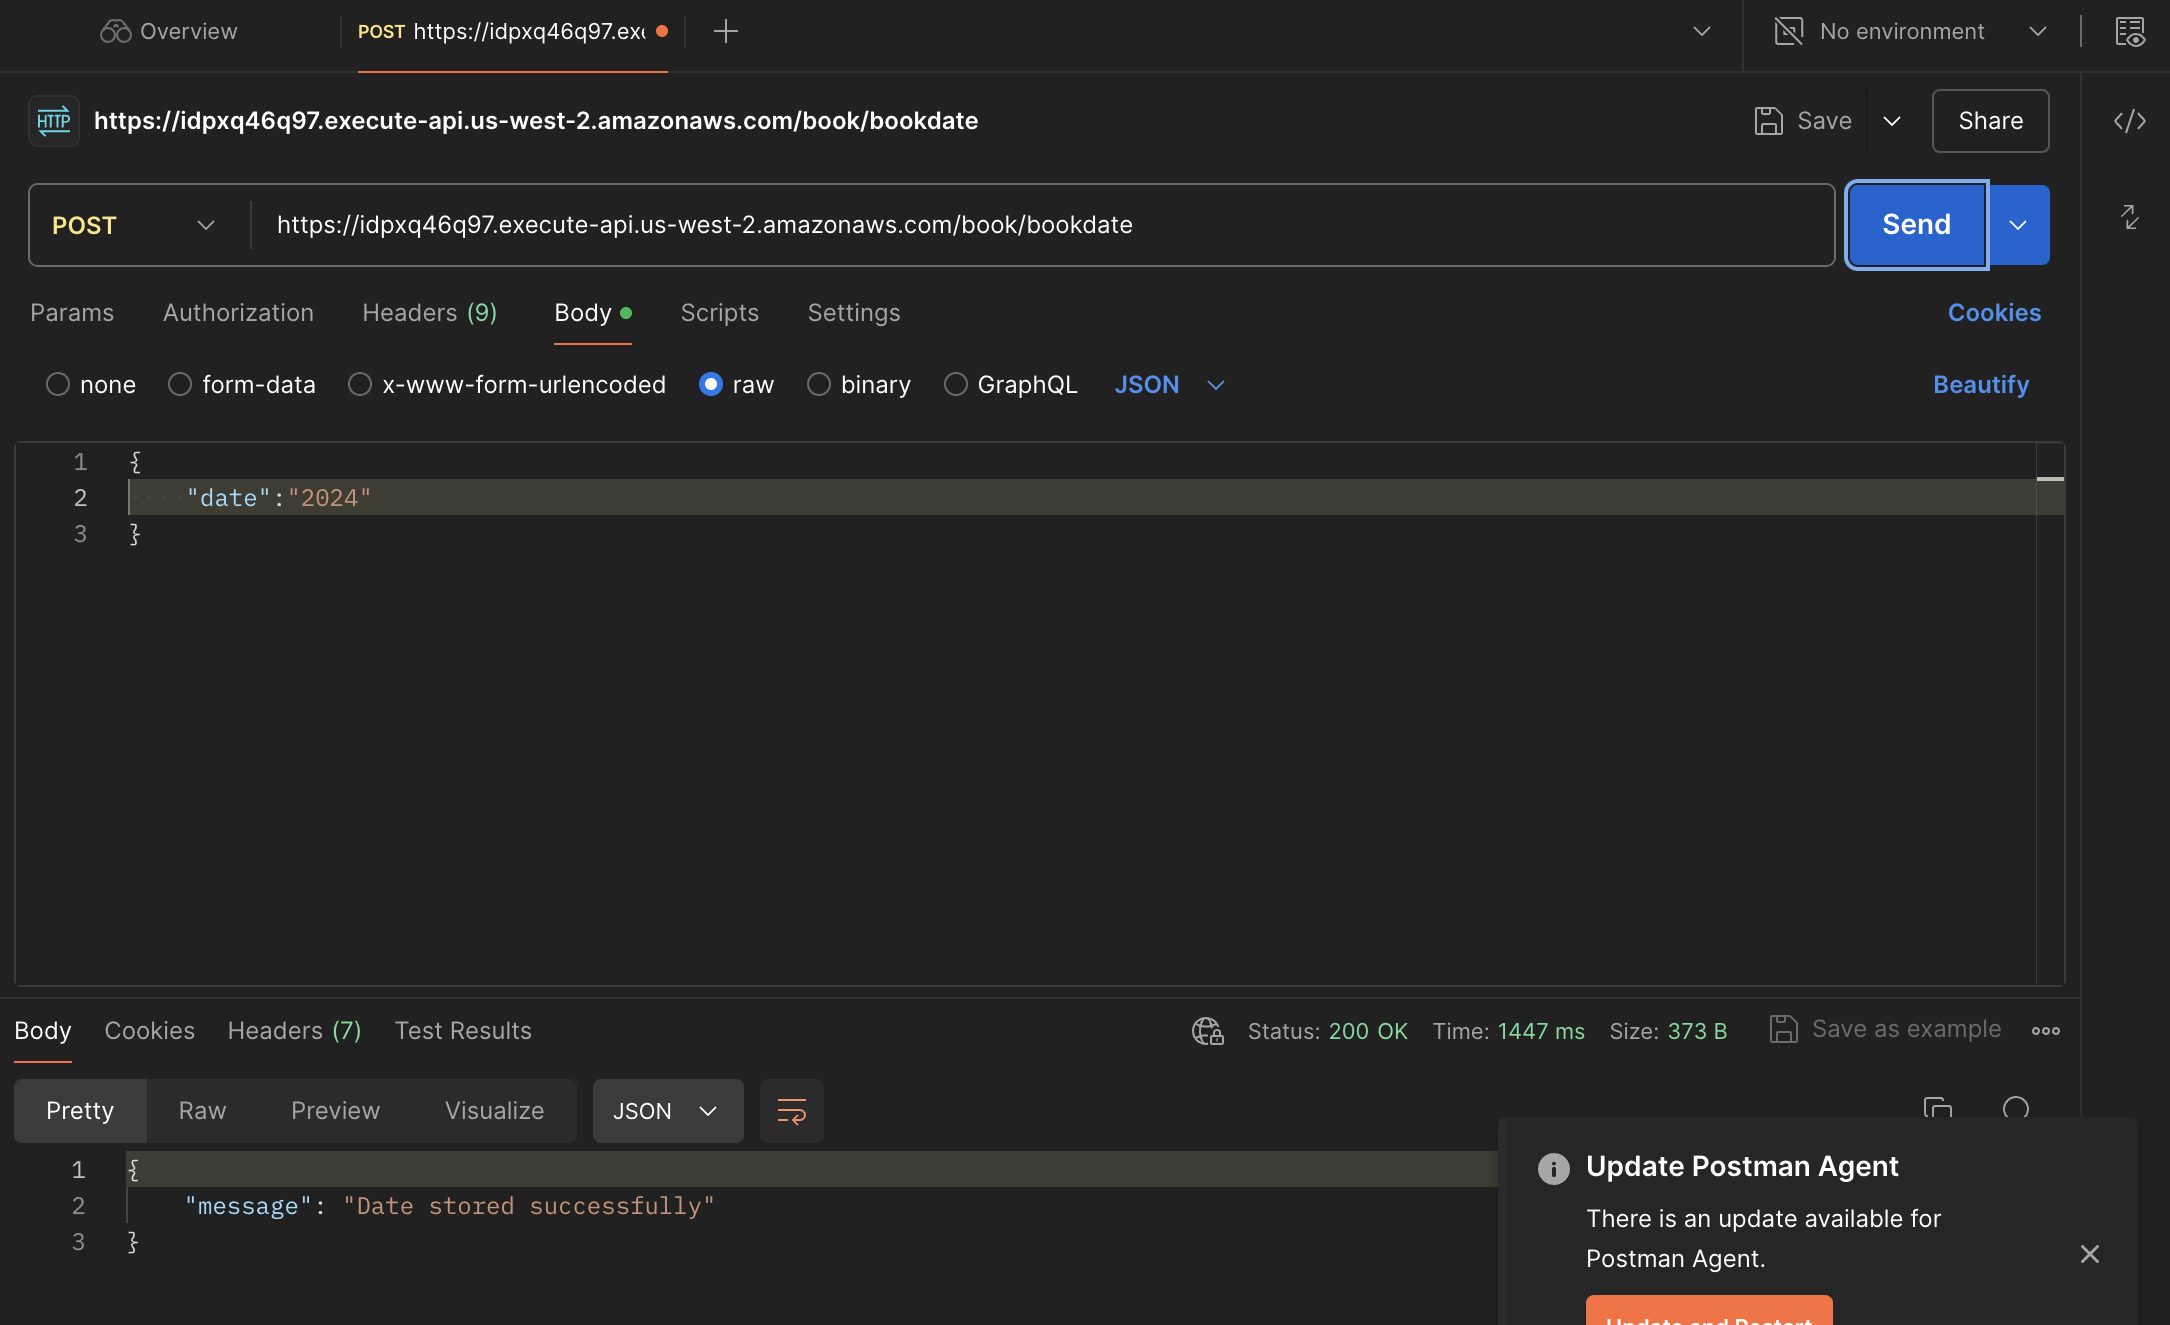 Overview
POST https://idpxq46q97.exe
No environment
HTTP https://idpxq46q97.execute-api.us-west-2.amazonaws.com/book/bookdate
Save
Share
POST
https://idpxq46q97.execute-api.us-west-2.amazonaws.com/book/bookdate
Send
Params Authorization Headers (9) Body Scripts Settings Cookies
none form-data x-www-form-urlencoded raw binary GraphQL JSON Beautify
1 {
2 "date":"2024"
3 }
Body Cookies Headers (7) Test Results Status: 200 OK Time: 1447 ms Size: 373 B Save as example
Pretty Raw Preview Visualize JSON
1 {
2 "message": "Date stored successfully"
3 }
Update Postman Agent
There is an update available for
Postman Agent.
Update and Restart